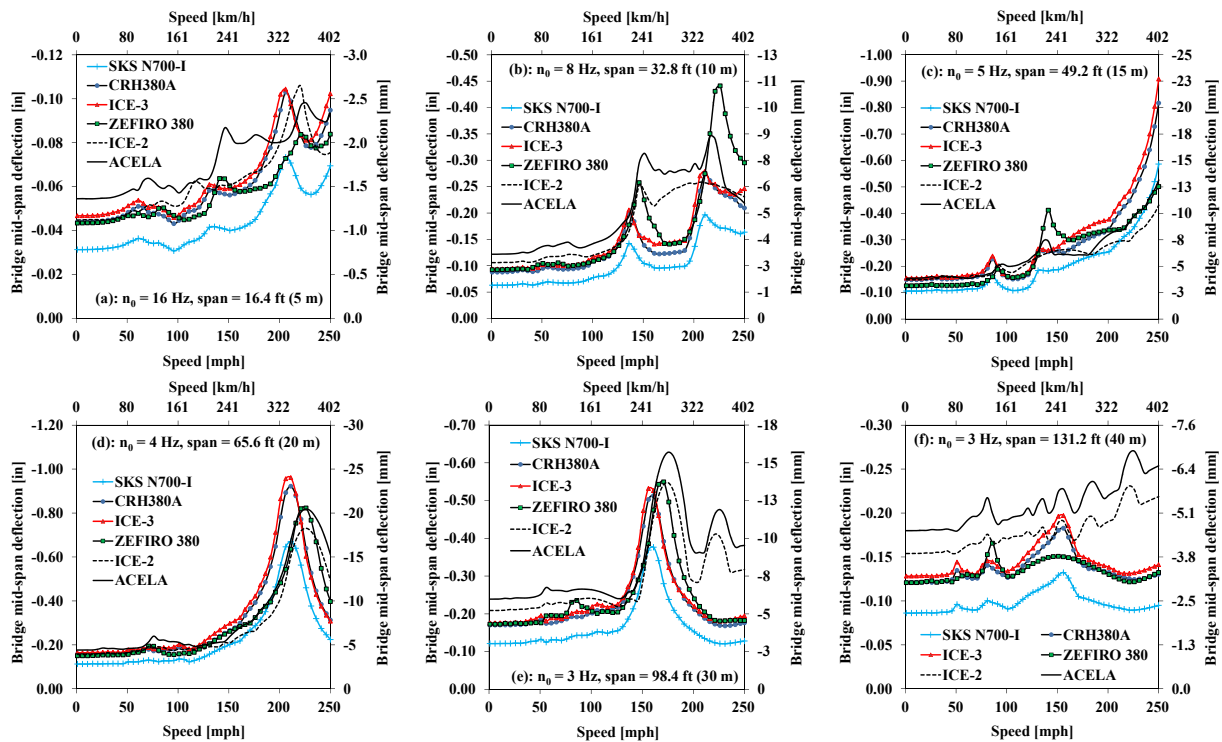 Speed [km/h]
0 80 161 241 322 402
Bridge mid-span deflection [in]
-0.12
-0.10
-0.08
-0.06
-0.04
-0.02
0.00
-3.0
-2.5
-2.0
-1.5
-1.0
-0.5
0.0
Bridge mid-span deflection [mm]
SKS N700-I
CRH380A
ICE-3
ZEFIRO 380
ICE-2
ACELA
(a): n0 = 16 Hz, span = 16.4 ft (5 m)
0 50 100 150 200 250
Speed [mph]
Speed [km/h]
0 80 161 241 322 402
Bridge mid-span deflection [in]
-0.50
-0.45
-0.40
-0.35
-0.30
-0.25
-0.20
-0.15
-0.10
-0.05
0.00
-13
-11
-10
-9
-8
-6
-5
-4
-3
-1
0
Bridge mid-span deflection [mm]
(b): n0 = 8 Hz, span = 32.8 ft (10 m)
SKS N700-I
CRH380A
ICE-3
ZEFIRO 380
ICE-2
ACELA
0 50 100 150 200 250
Speed [mph]
Speed [km/h]
0 80 161 241 322 402
Bridge mid-span deflection [in]
-1.00
-0.90
-0.80
-0.70
-0.60
-0.50
-0.40
-0.30
-0.20
-0.10
0.00
-25
-23
-20
-18
-15
-13
-10
-8
-5
-3
0
Bridge mid-span deflection [mm]
(c): n0 = 5 Hz, span = 49.2 ft (15 m)
SKS N700-I
CRH380A
ICE-3
ZEFIRO 380
ICE-2
ACELA
0 50 100 150 200 250
Speed [mph]
Speed [km/h]
0 80 161 241 322 402
Bridge mid-span deflection [in]
-1.20
-1.00
-0.80
-0.60
-0.40
-0.20
0.00
-30
-25
-20
-15
-10
-5
0
Bridge mid-span deflection [mm]
(d): n0 = 4 Hz, span = 65.6 ft (20 m)
SKS N700-I
CRH380A
ICE-3
ZEFIRO 380
ICE-2
ACELA
0 50 100 150 200 250
Speed [mph]
Speed [km/h]
0 80 161 241 322 402
Bridge mid-span deflection [in]
-0.70
-0.60
-0.50
-0.40
-0.30
-0.20
-0.10
0.00
-18
-15
-13
-10
-8
-5
-3
-0
Bridge mid-span deflection [mm]
SKS N700-I
CRH380A
ICE-3
ZEFIRO 380
ICE-2
ACELA
(e): n0 = 3 Hz, span = 98.4 ft (30 m)
0 50 100 150 200 250
Speed [mph]
Speed [km/h]
0 80 161 241 322 402
Bridge mid-span deflection [in]
-0.30
-0.25
-0.20
-0.15
-0.10
-0.05
0.00
-7.6
-6.4
-5.1
-3.8
-2.5
-1.3
0.0
Bridge mid-span deflection [mm]
(f): n0 = 3 Hz, span = 131.2 ft (40 m)
SKS N700-I CRH380A
ICE-3 ZEFIRO 380
ICE-2 ACELA
0 50 100 150 200 250
Speed [mph]